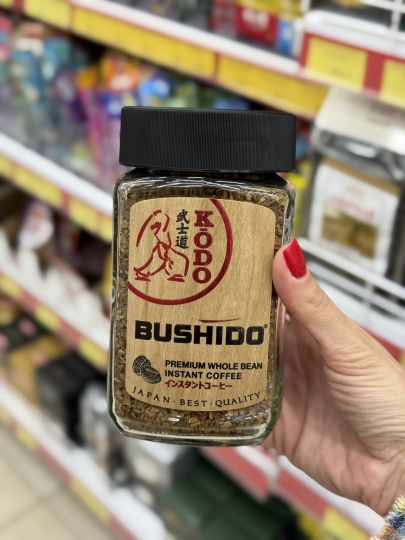 武士道
KŌDO
BUSHIDO®
PREMIUM WHOLE BEAN
INSTANT COFFEE
インスタントコーヒー
JAPAN·BEST·QUALITY